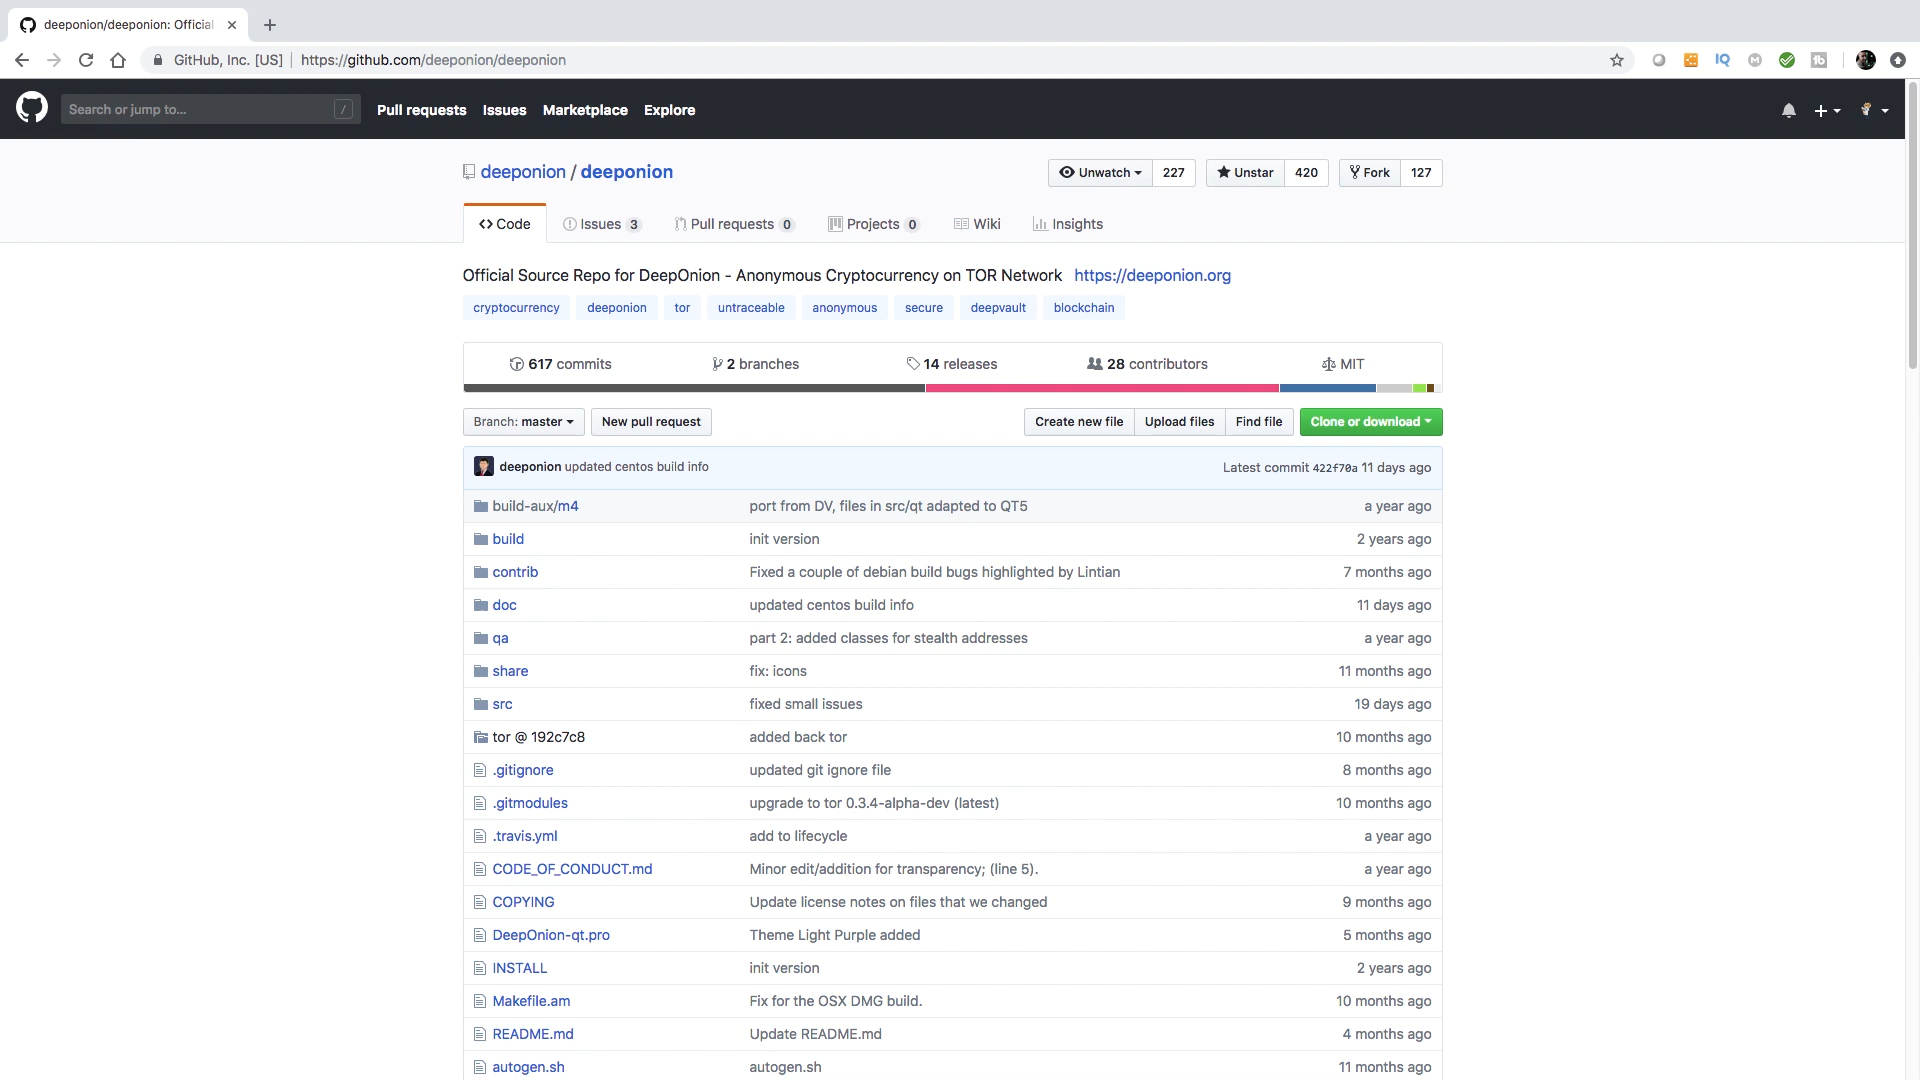 deeponion/deeponion: Official
GitHub, Inc. [US] | https://github.com/deeponion/deeponion
Search or jump to... /
Pull requests Issues Marketplace Explore
deeponion / deeponion
Unwatch 227 Unstar 420 Fork 127
Code Issues 3 Pull requests 0 Projects 0 Wiki Insights
Official Source Repo for DeepOnion - Anonymous Cryptocurrency on TOR Network https://deeponion.org
cryptocurrency deeponion tor untraceable anonymous secure deepvault blockchain
617 commits 2 branches 14 releases 28 contributors MIT
Branch: master New pull request Create new file Upload files Find file Clone or download
deeponion updated centos build info Latest commit 422f70a 11 days ago
build-aux/m4 port from DV, files in src/qt adapted to QT5 a year ago
build init version 2 years ago
contrib Fixed a couple of debian build bugs highlighted by Lintian 7 months ago
doc updated centos build info 11 days ago
qa part 2: added classes for stealth addresses a year ago
share fix: icons 11 months ago
src fixed small issues 19 days ago
tor @ 192c7c8 added back tor 10 months ago
.gitignore updated git ignore file 8 months ago
.gitmodules upgrade to tor 0.3.4-alpha-dev (latest) 10 months ago
.travis.yml add to lifecycle a year ago
CODE_OF_CONDUCT.md Minor edit/addition for transparency; (line 5). a year ago
COPYING Update license notes on files that we changed 9 months ago
DeepOnion-qt.pro Theme Light Purple added 5 months ago
INSTALL init version 2 years ago
Makefile.am Fix for the OSX DMG build. 10 months ago
README.md Update README.md 4 months ago
autogen.sh autogen.sh 11 months ago